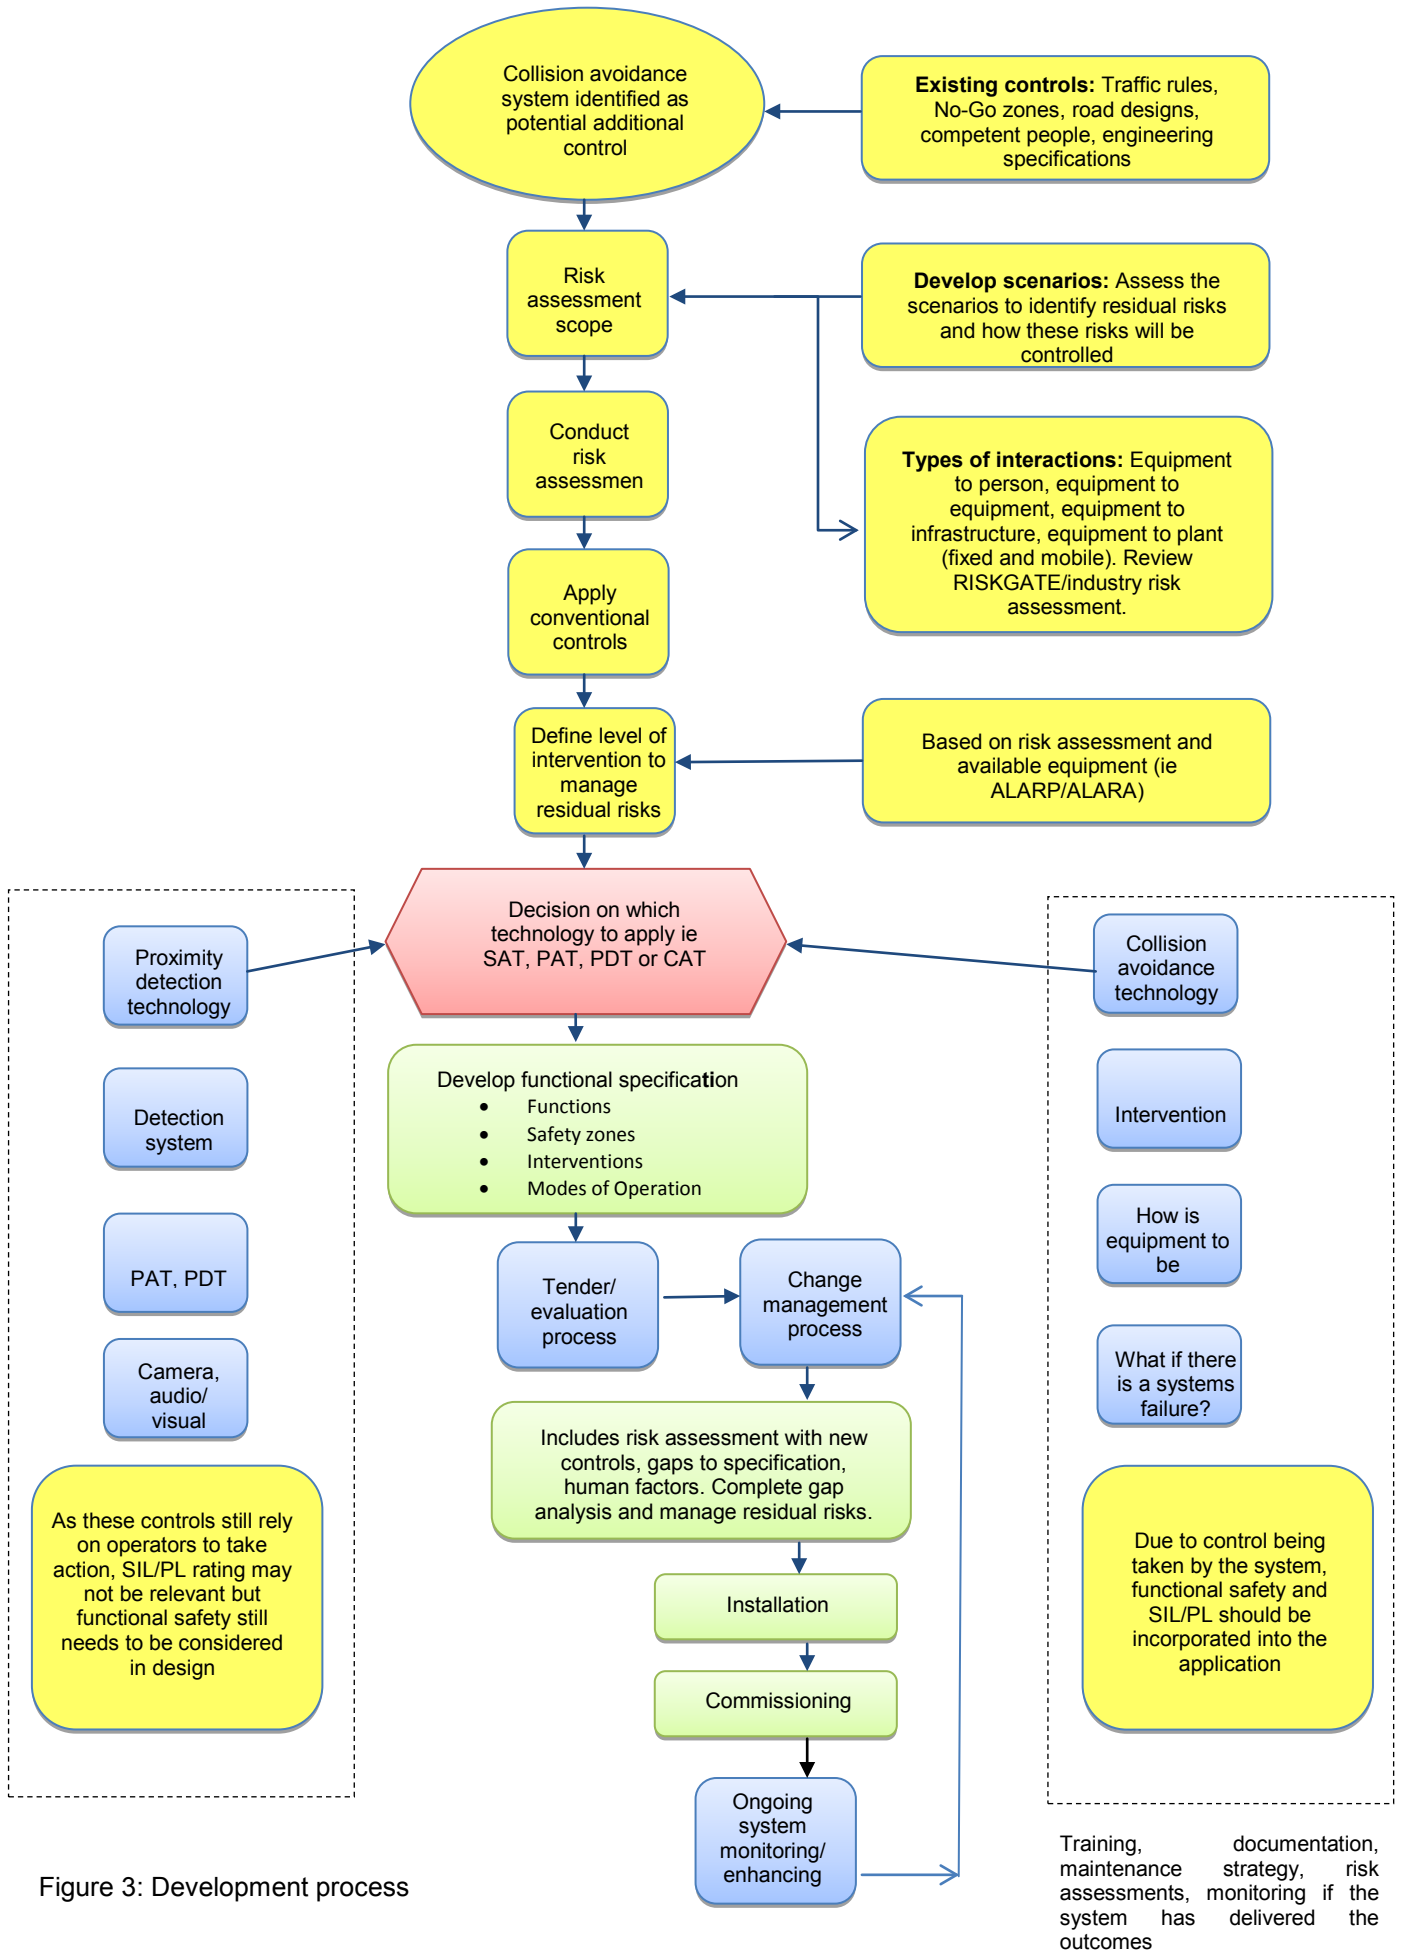 Collision avoidance
system identified as
potential additional
control
Existing controls: Traffic rules,
No-Go zones, road designs,
competent people, engineering
specifications
Risk
assessment
scope
Develop scenarios: Assess the
scenarios to identify residual risks
and how these risks will be
controlled
Conduct
risk
assessmen
Types of interactions: Equipment
to person, equipment to
equipment, equipment to
infrastructure, equipment to plant
(fixed and mobile). Review
RISKGATE/industry risk
assessment.
Apply
conventional
controls
Define level of
intervention to
manage
residual risks
Based on risk assessment and
available equipment (ie
ALARP/ALARA)
Decision on which
technology to apply ie
SAT, PAT, PDT or CAT
Proximity
detection
technology
Detection
system
PAT, PDT
Camera,
audio/
visual
As these controls still rely
on operators to take
action, SIL/PL rating may
not be relevant but
functional safety still
needs to be considered
in design
Collision
avoidance
technology
Intervention
How is
equipment to
be
What if there
is a systems
failure?
Due to control being
taken by the system,
functional safety and
SIL/PL should be
incorporated into the
application
Develop functional specification
• Functions
• Safety zones
• Interventions
• Modes of Operation
Tender/
evaluation
process
Change
management
process
Includes risk assessment with new
controls, gaps to specification,
human factors. Complete gap
analysis and manage residual risks.
Installation
Commissioning
Ongoing
system
monitoring/
enhancing
Training, documentation,
maintenance strategy, risk
assessments, monitoring if the
system has delivered the
outcomes
Figure 3: Development process